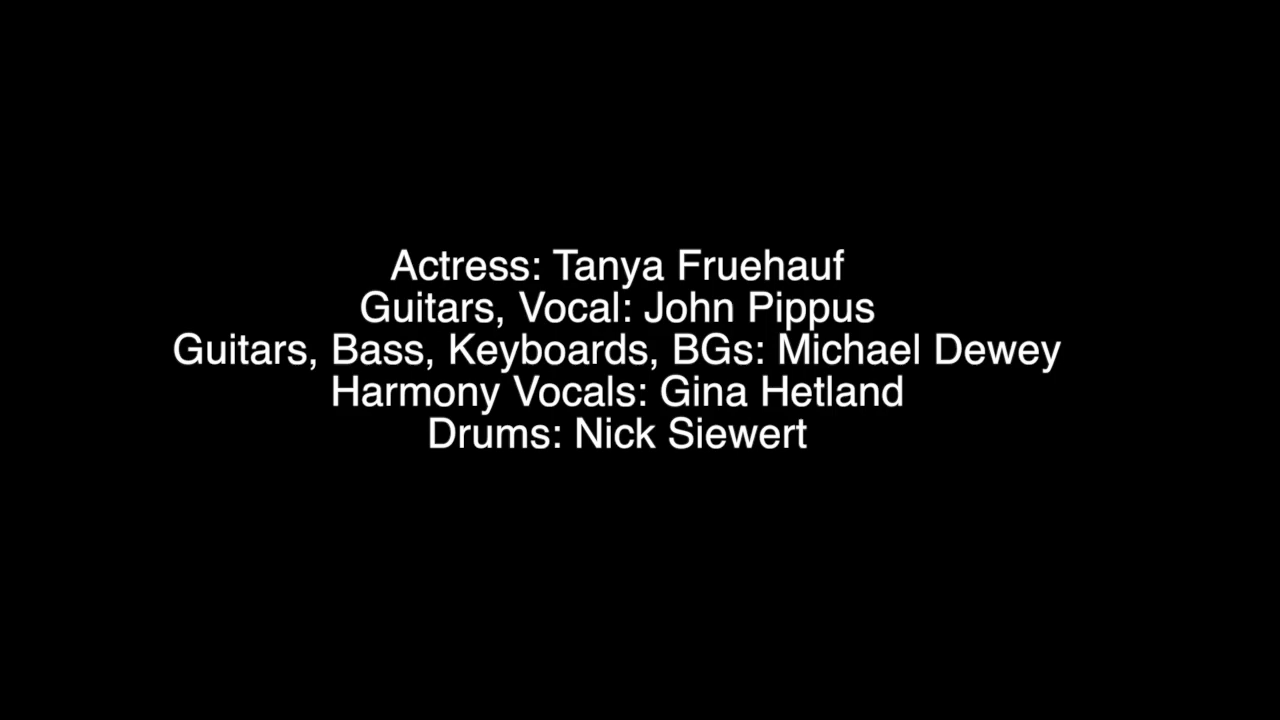 Actress: Tanya Fruehauf
Guitars, Vocal: John Pippus
Guitars, Bass, Keyboards, BGs: Michael Dewey
Harmony Vocals: Gina Hetland
Drums: Nick Siewert